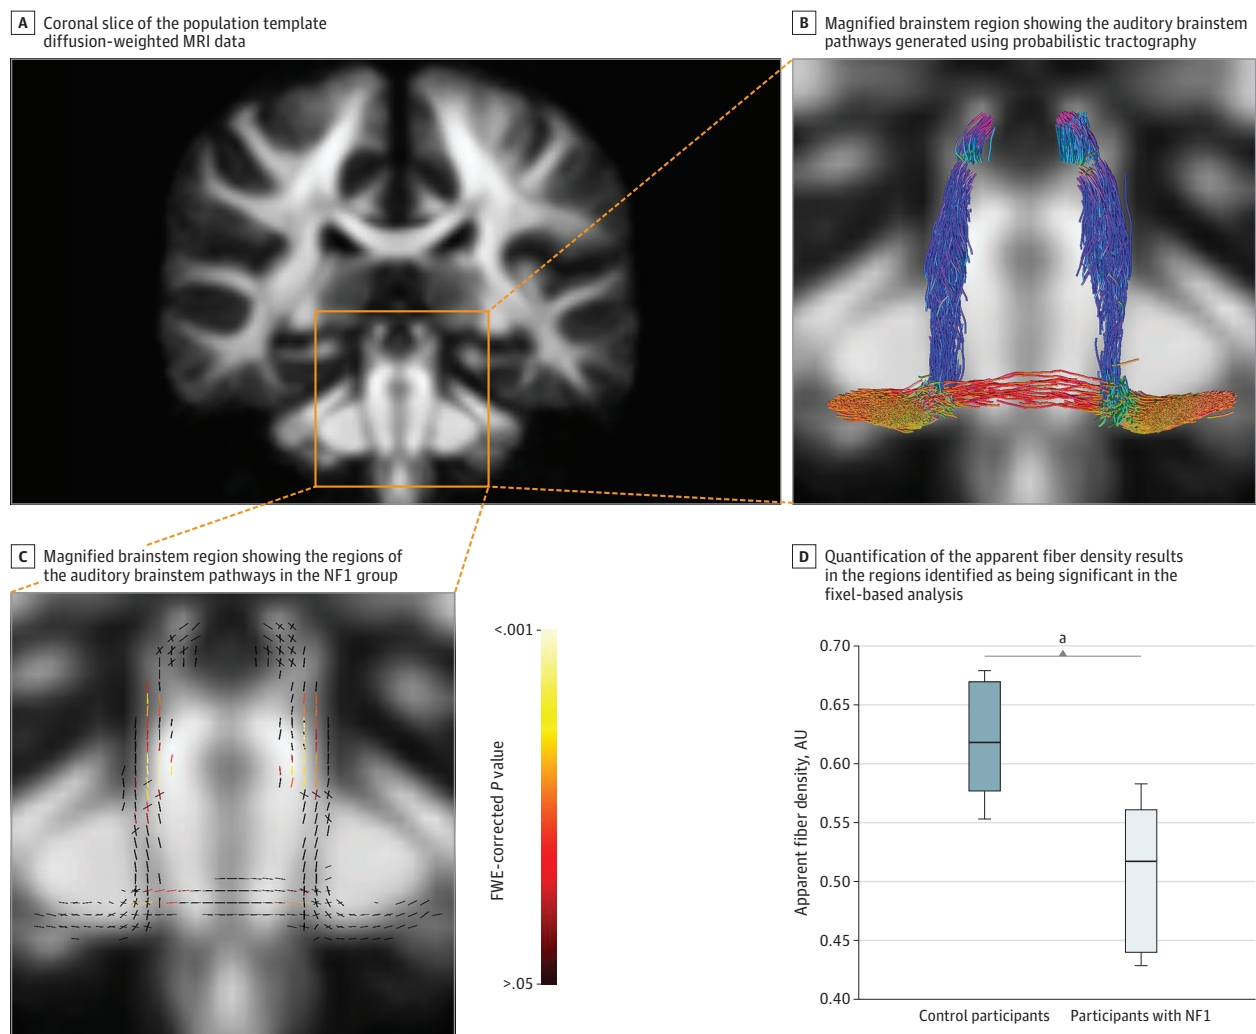 A Coronal slice of the population template
diffusion-weighted MRI data
B Magnified brainstem region showing the auditory brainstem
pathways generated using probabilistic tractography
C Magnified brainstem region showing the regions of
the auditory brainstem pathways in the NF1 group
<.001
FWE-corrected P value
>.05
D Quantification of the apparent fiber density results
in the regions identified as being significant in the
fixel-based analysis
a
0.70
0.65
0.60
0.55
0.50
0.45
0.40
Apparent fiber density, AU
Control participants
Participants with NF1